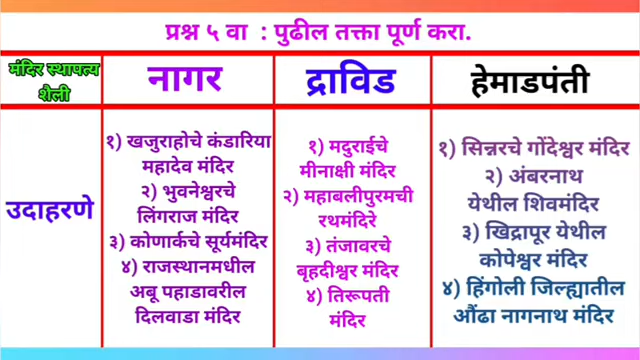 प्रश्न ५ वा : पुढील तक्ता पूर्ण करा.
मंदिर स्थापत्य
शैली
नागर
द्राविड
हेमाडपंती
उदाहरणे
१) खजुराहोचे कंडारिया
महादेव मंदिर
२) भुवनेश्वरचे
लिंगराज मंदिर
३) कोणार्कचे सूर्यमंदिर
४) राजस्थानमधील
अबू पहाडावरील
दिलवाडा मंदिर
१) मदुराईचे
मीनाक्षी मंदिर
२) महाबलीपुरमची
रथमंदिरे
३) तंजावरचे
बृहदीश्वर मंदिर
४) तिरूपती
मंदिर
१) सिन्नरचे गोंदेश्वर मंदिर
२) अंबरनाथ
येथील शिवमंदिर
३) खिद्रापूर येथील
कोपेश्वर मंदिर
४) हिंगोली जिल्ह्यातील
औंढा नागनाथ मंदिर